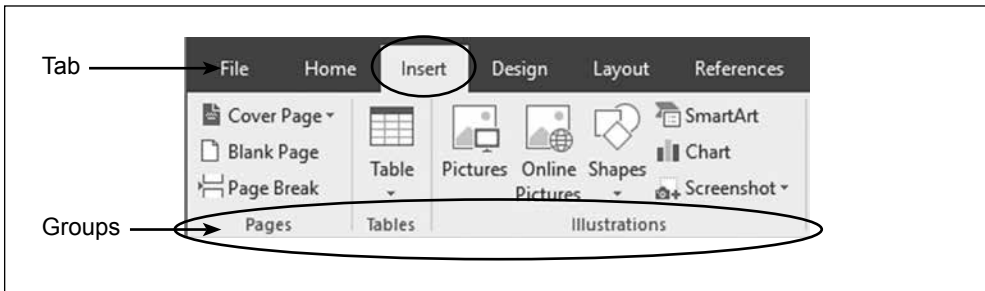 Tab
File Home Insert Design Layout References
Cover Page
Blank Page
Page Break
Table
Pictures
Online
Pictures
Shapes
SmartArt
Chart
Screenshot
Groups
Pages Tables Illustrations